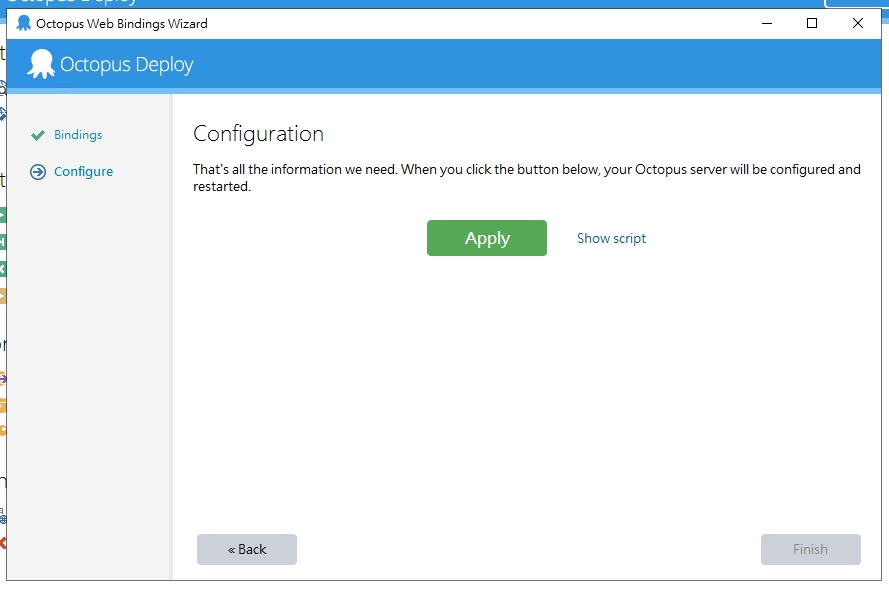 Octopus Web Bindings Wizard
Octopus Deploy
Bindings
Configure
Configuration
That's all the information we need. When you click the button below, your Octopus server will be configured and
restarted.
Apply
Show script
« Back
Finish